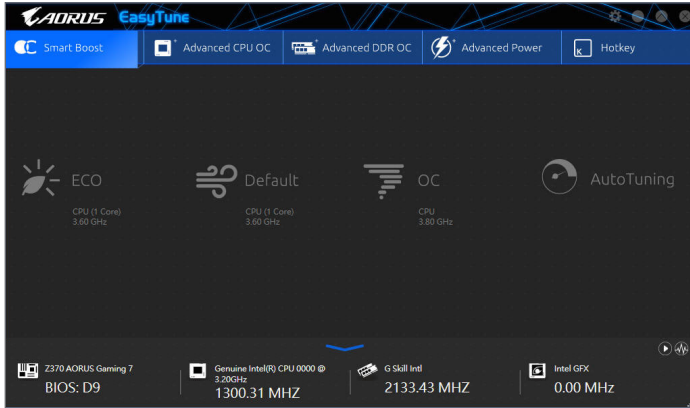 AORUS EasyTune
Smart Boost
Advanced CPU OC
Advanced DDR OC
Advanced Power
K
Hotkey
ECO
CPU (1 Core)
3.60 GHz
Default
CPU (1 Core)
3.60 GHz
OC
CPU
3.80 GHz
AutoTuning
Z370 AORUS Gaming 7
BIOS: D9
Genuine Intel(R) CPU 0000 @
3.20GHz
1300.31 MHZ
G Skill Intl
2133.43 MHZ
Intel GFX
0.00 MHz